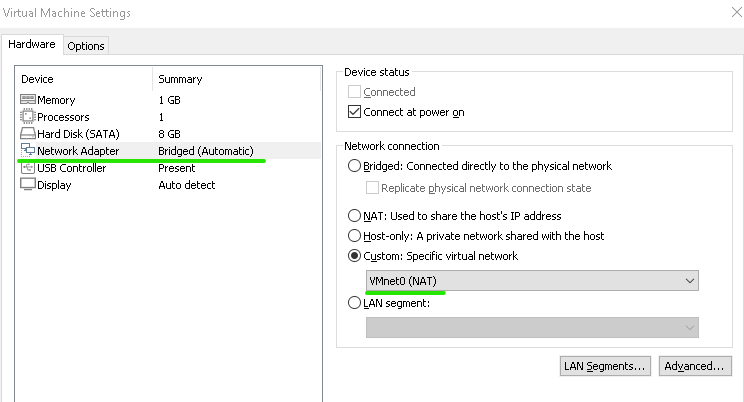 Virtual Machine Settings
Hardware
Options
Device Summary
Memory 1 GB
Processors 1
Hard Disk (SATA) 8 GB
Network Adapter Bridged (Automatic)
USB Controller Present
Display Auto detect
Device status
Connected
Connect at power on
Network connection
Bridged: Connected directly to the physical network
Replicate physical network connection state
NAT: Used to share the host's IP address
Host-only: A private network shared with the host
Custom: Specific virtual network
VMnet0 (NAT)
LAN segment:
LAN Segments... Advanced...